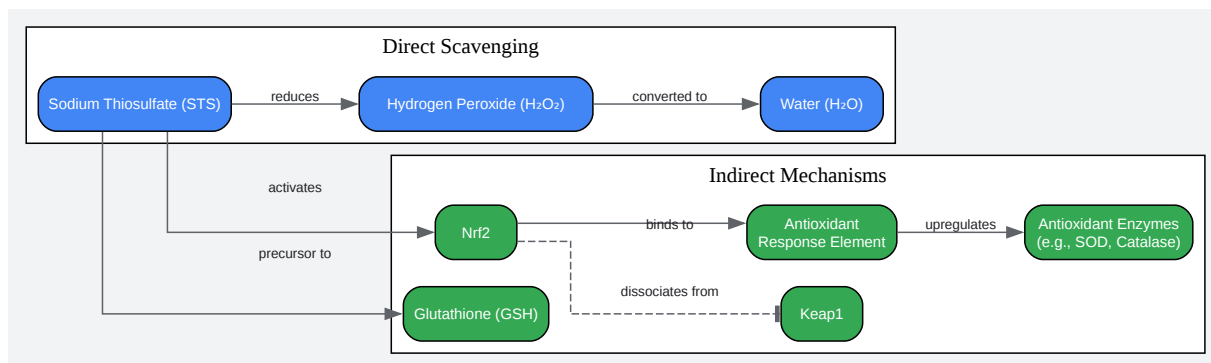 Direct Scavenging
Sodium Thiosulfate (STS)
reduces
Hydrogen Peroxide (H₂O₂)
converted to
Water (H₂O)
Indirect Mechanisms
activates
Nrf2
binds to
Antioxidant
Response Element
upregulates
Antioxidant Enzymes
(e.g., SOD, Catalase)
precursor to
Glutathione (GSH)
dissociates from
Keap1